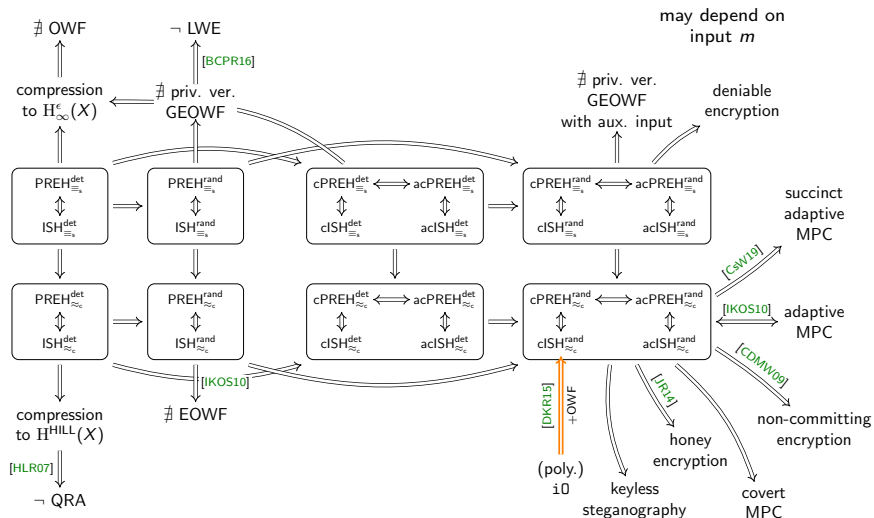 may depend on
input m
∄ OWF
¬ LWE
[BCPR16]
compression
to H^ϵ_∞(X)
∄ priv. ver.
GEOWF
∄ priv. ver.
GEOWF
with aux. input
deniable
encryption
PREH^det_≡s
ISH^det_≡s
PREH^rand_≡s
ISH^rand_≡s
cPREH^det_≡s
acPREH^det_≡s
cISH^det_≡s
acISH^det_≡s
cPREH^rand_≡s
acPREH^rand_≡s
cISH^rand_≡s
acISH^rand_≡s
succinct
adaptive
MPC
[CsW19]
PREH^det_≈c
ISH^det_≈c
PREH^rand_≈c
ISH^rand_≈c
cPREH^det_≈c
acPREH^det_≈c
cISH^det_≈c
acISH^det_≈c
cPREH^rand_≈c
acPREH^rand_≈c
cISH^rand_≈c
acISH^rand_≈c
[IKOS10]
adaptive
MPC
[CDMW09]
non-committing
encryption
[IKOS10]
compression
to H^HILL(X)
∄ EOWF
[HLR07]
¬ QRA
[DKR15]
+OWF
(poly.)
iO
[JR14]
honey
encryption
keyless
steganography
covert
MPC